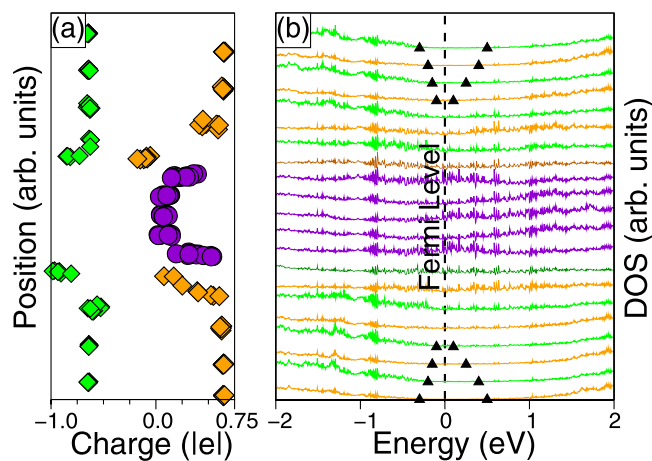 (a)
(b)
Position (arb. units)
Fermi Level
DOS (arb. units)
−1.0
0.0
0.75
−2
−1
0
1
2
Charge (|e|)
Energy (eV)